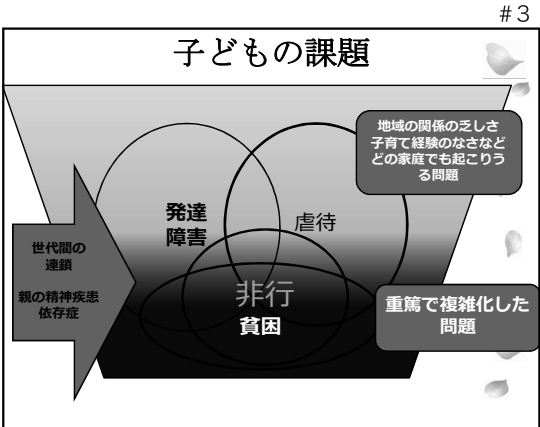 #3
子どもの課題
地域の関係の乏しさ
子育て経験のなさなど
どの家庭でも起こりう
る問題
発達
障害
虐待
世代間の
連鎖
親の精神疾患
依存症
非行
貧困
重篤で複雑化した
問題